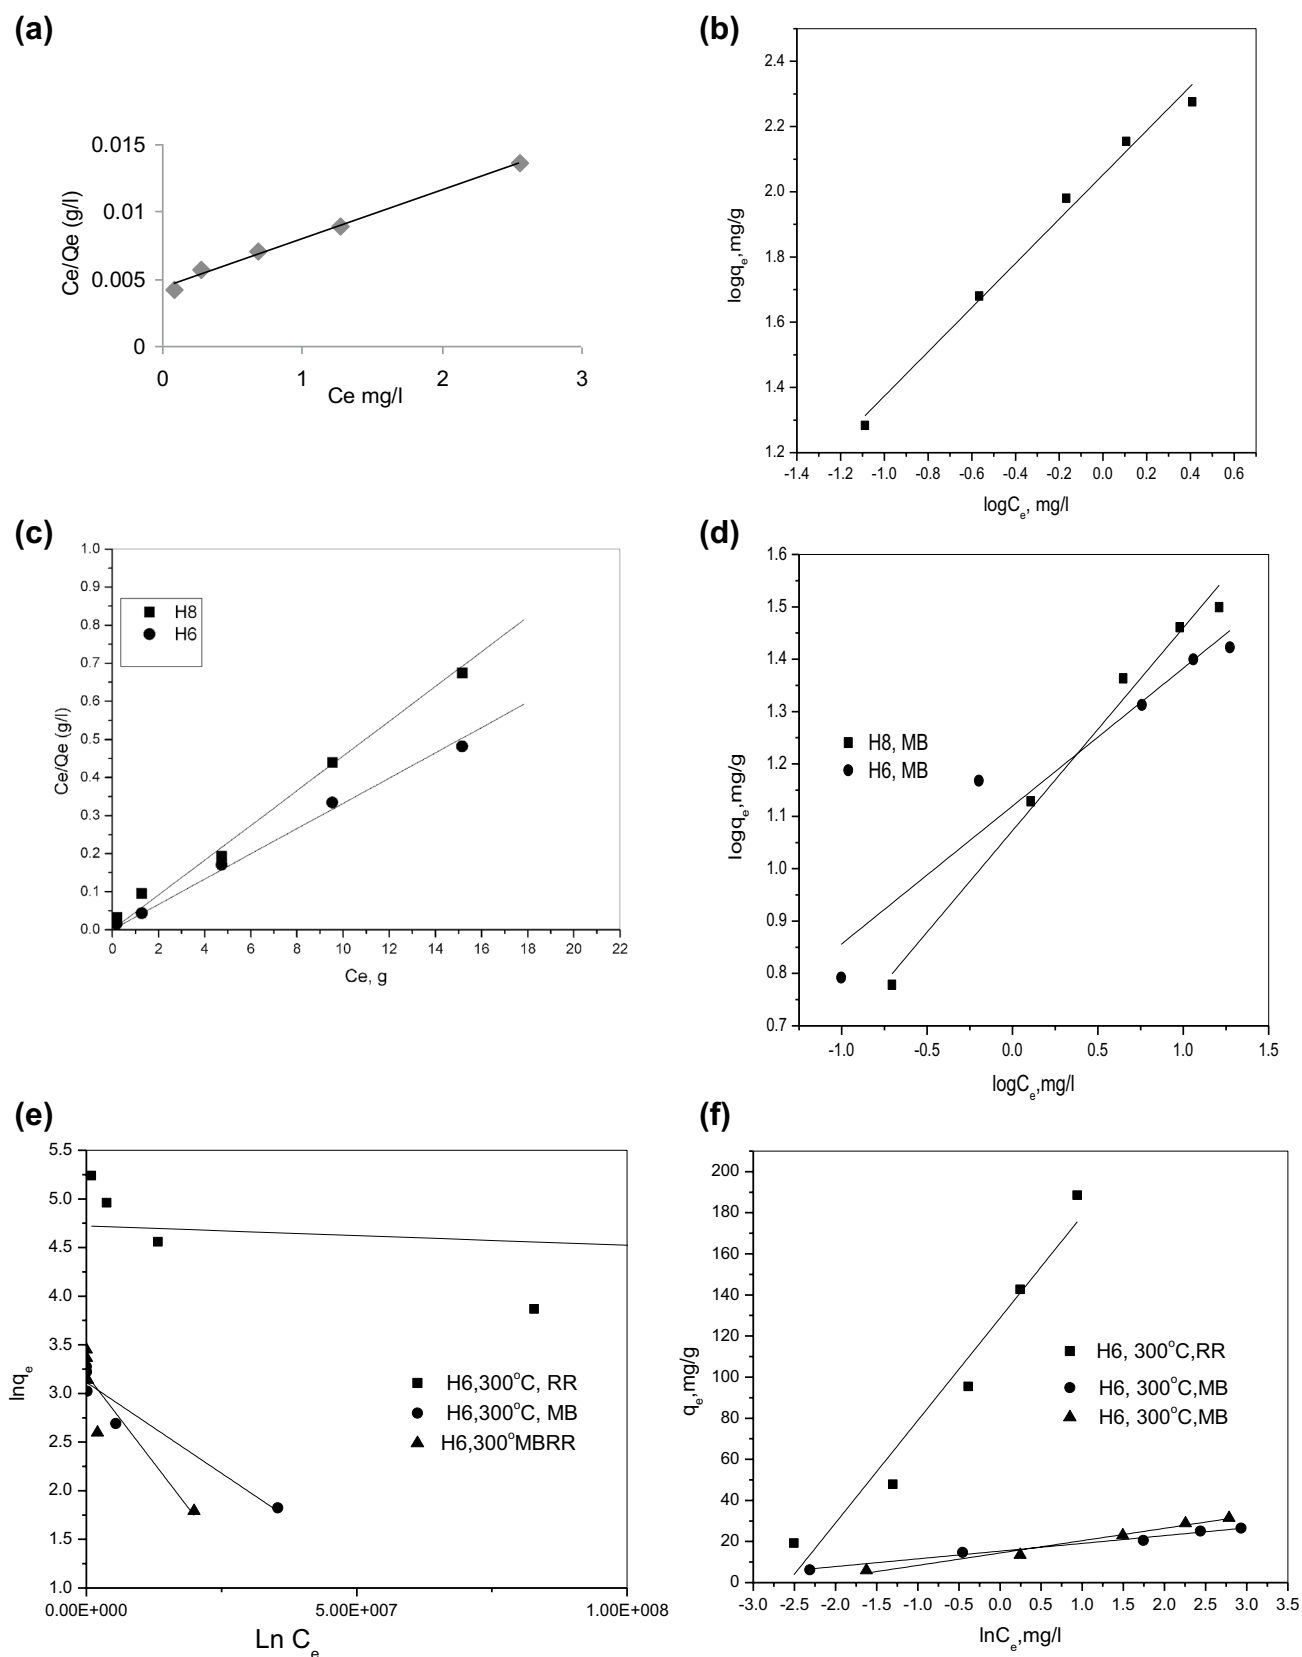 (a)
0.015
0.01
0.005
0
Ce/Qe (g/l)
0 1 2 3
Ce mg/l
(b)
2.4
2.2
2.0
1.8
1.6
1.4
1.2
logqe,mg/g
-1.4 -1.2 -1.0 -0.8 -0.6 -0.4 -0.2 0.0 0.2 0.4 0.6
logCe, mg/l
(c)
1.0
0.9
0.8
0.7
0.6
0.5
0.4
0.3
0.2
0.1
0.0
Ce/Qe (g/l)
H8
H6
0 2 4 6 8 10 12 14 16 18 20 22
Ce, g
(d)
1.6
1.5
1.4
1.3
1.2
1.1
1.0
0.9
0.8
0.7
logqe,mg/g
H8, MB
H6, MB
-1.0 -0.5 0.0 0.5 1.0 1.5
logCe,mg/l
(e)
5.5
5.0
4.5
4.0
3.5
3.0
2.5
2.0
1.5
1.0
lnqe
H6,300°C, RR
H6,300°C, MB
H6,300°MBRR
0.00E+000 5.00E+007 1.00E+008
Ln Ce
(f)
200
180
160
140
120
100
80
60
40
20
0
qe,mg/g
H6, 300°C,RR
H6, 300°C,MB
H6, 300°C,MB
-3.0 -2.5 -2.0 -1.5 -1.0 -0.5 0.0 0.5 1.0 1.5 2.0 2.5 3.0 3.5
lnCe,mg/l